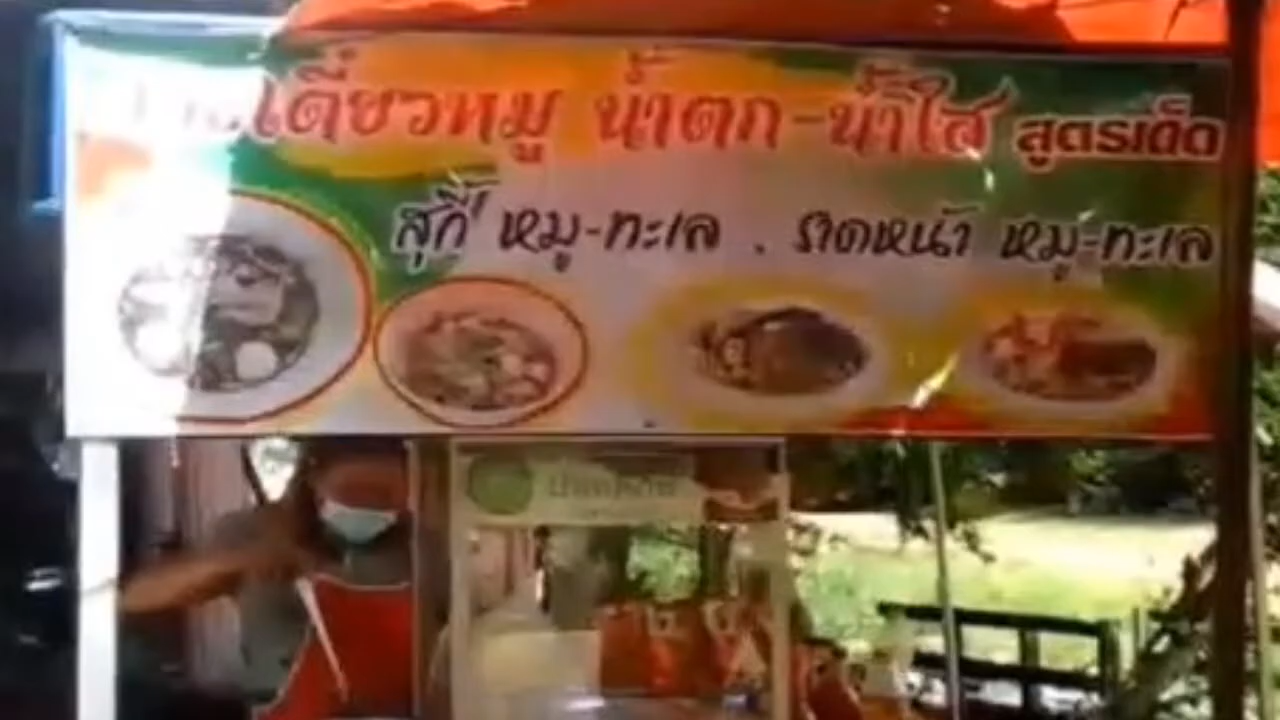 เตี๋ยวหมู น้ำตก-น้ำใส สูตรเด็ด
สุกี้ หมู-ทะเล . ราดหน้า หมู-ทะเล